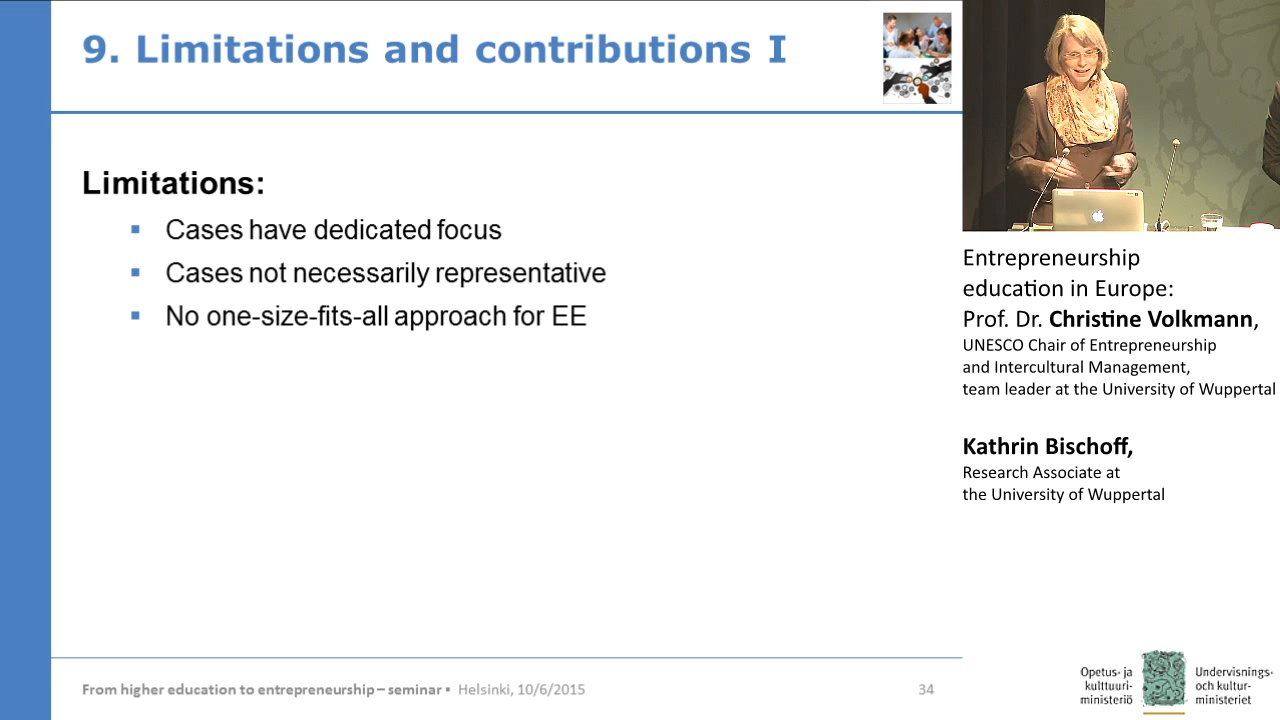 9. Limitations and contributions I
Limitations:
▪ Cases have dedicated focus
▪ Cases not necessarily representative
▪ No one-size-fits-all approach for EE
From higher education to entrepreneurship – seminar ▪ Helsinki, 10/6/2015
34
Entrepreneurship
education in Europe:
Prof. Dr. Christine Volkmann,
UNESCO Chair of Entrepreneurship
and Intercultural Management,
team leader at the University of Wuppertal
Kathrin Bischoff,
Research Associate at
the University of Wuppertal
Opetus- ja
kulttuuri-
ministeriö
Undervisnings-
och kultur-
ministeriet